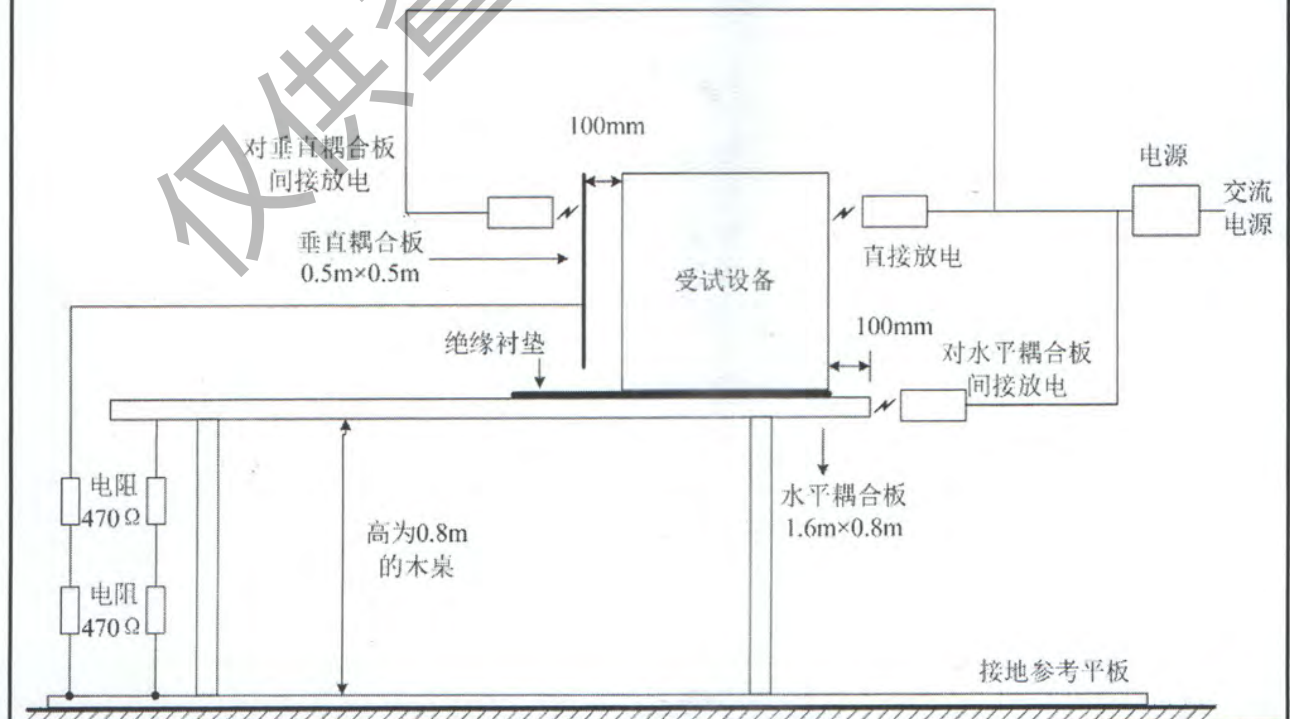 仅供查
100mm
对垂直耦合板
间接放电
电源
交流
电源
垂直耦合板
0.5m×0.5m
直接放电
受试设备
100mm
绝缘衬垫
对水平耦合板
间接放电
电阻
470Ω
水平耦合板
1.6m×0.8m
高为0.8m
的木桌
电阻
470Ω
接地参考平板